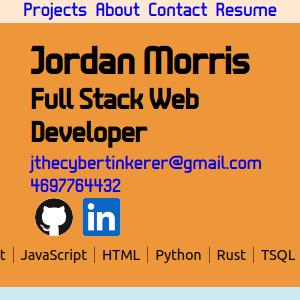 Projects About Contact Resume
Jordan Morris
Full Stack Web
Developer
jthecybertinkerer@gmail.com
4697764432
in
t | JavaScript | HTML | Python | Rust | TSQL